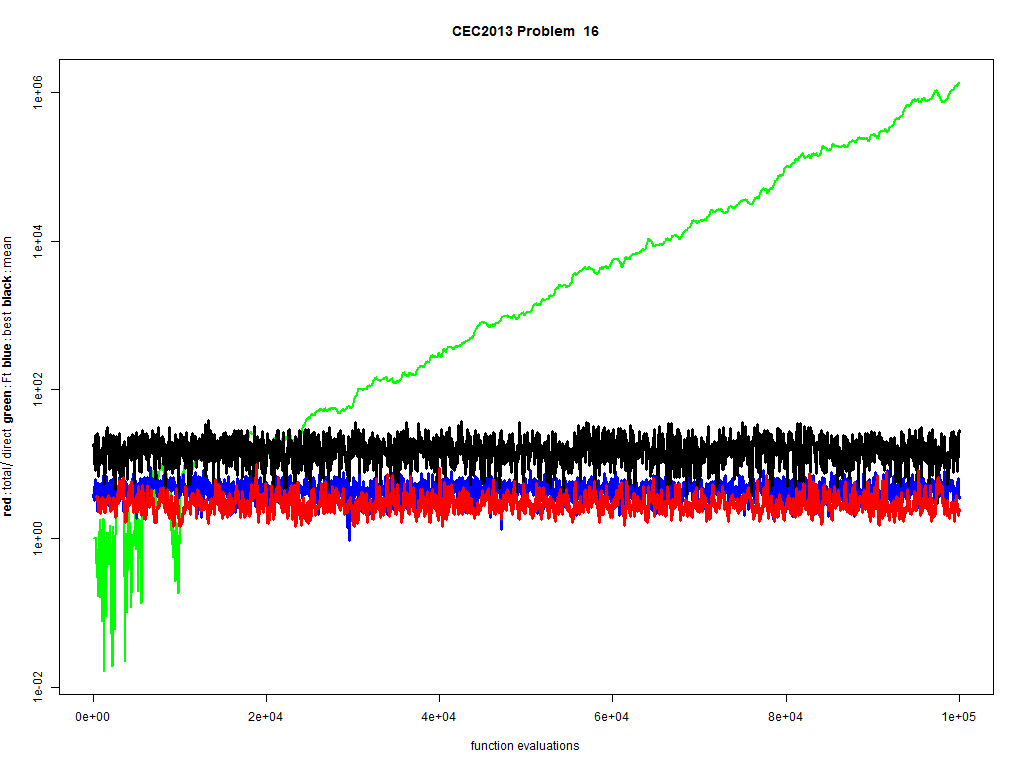 CEC2013 Problem 16
red : total/ direct green : Ft blue : best black : mean
1e+06
1e+04
1e+02
1e+00
1e-02
0e+00 2e+04 4e+04 6e+04 8e+04 1e+05
function evaluations